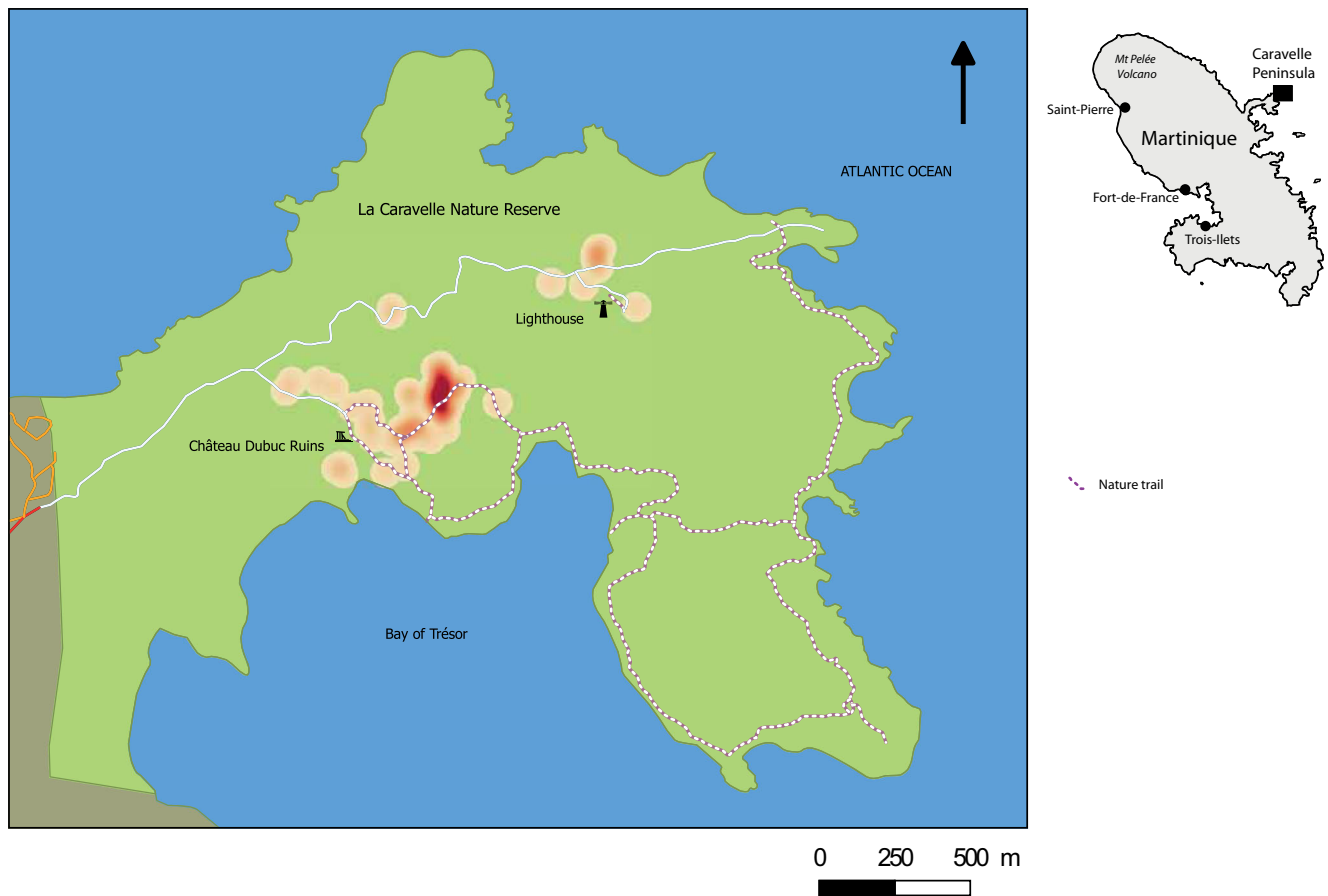 ATLANTIC OCEAN
La Caravelle Nature Reserve
Lighthouse
Château Dubuc Ruins
Bay of Trésor
0 250 500 m
Mt Pelée
Volcano
Caravelle
Peninsula
Saint-Pierre
Martinique
Fort-de-France
Trois-Ilets
Nature trail